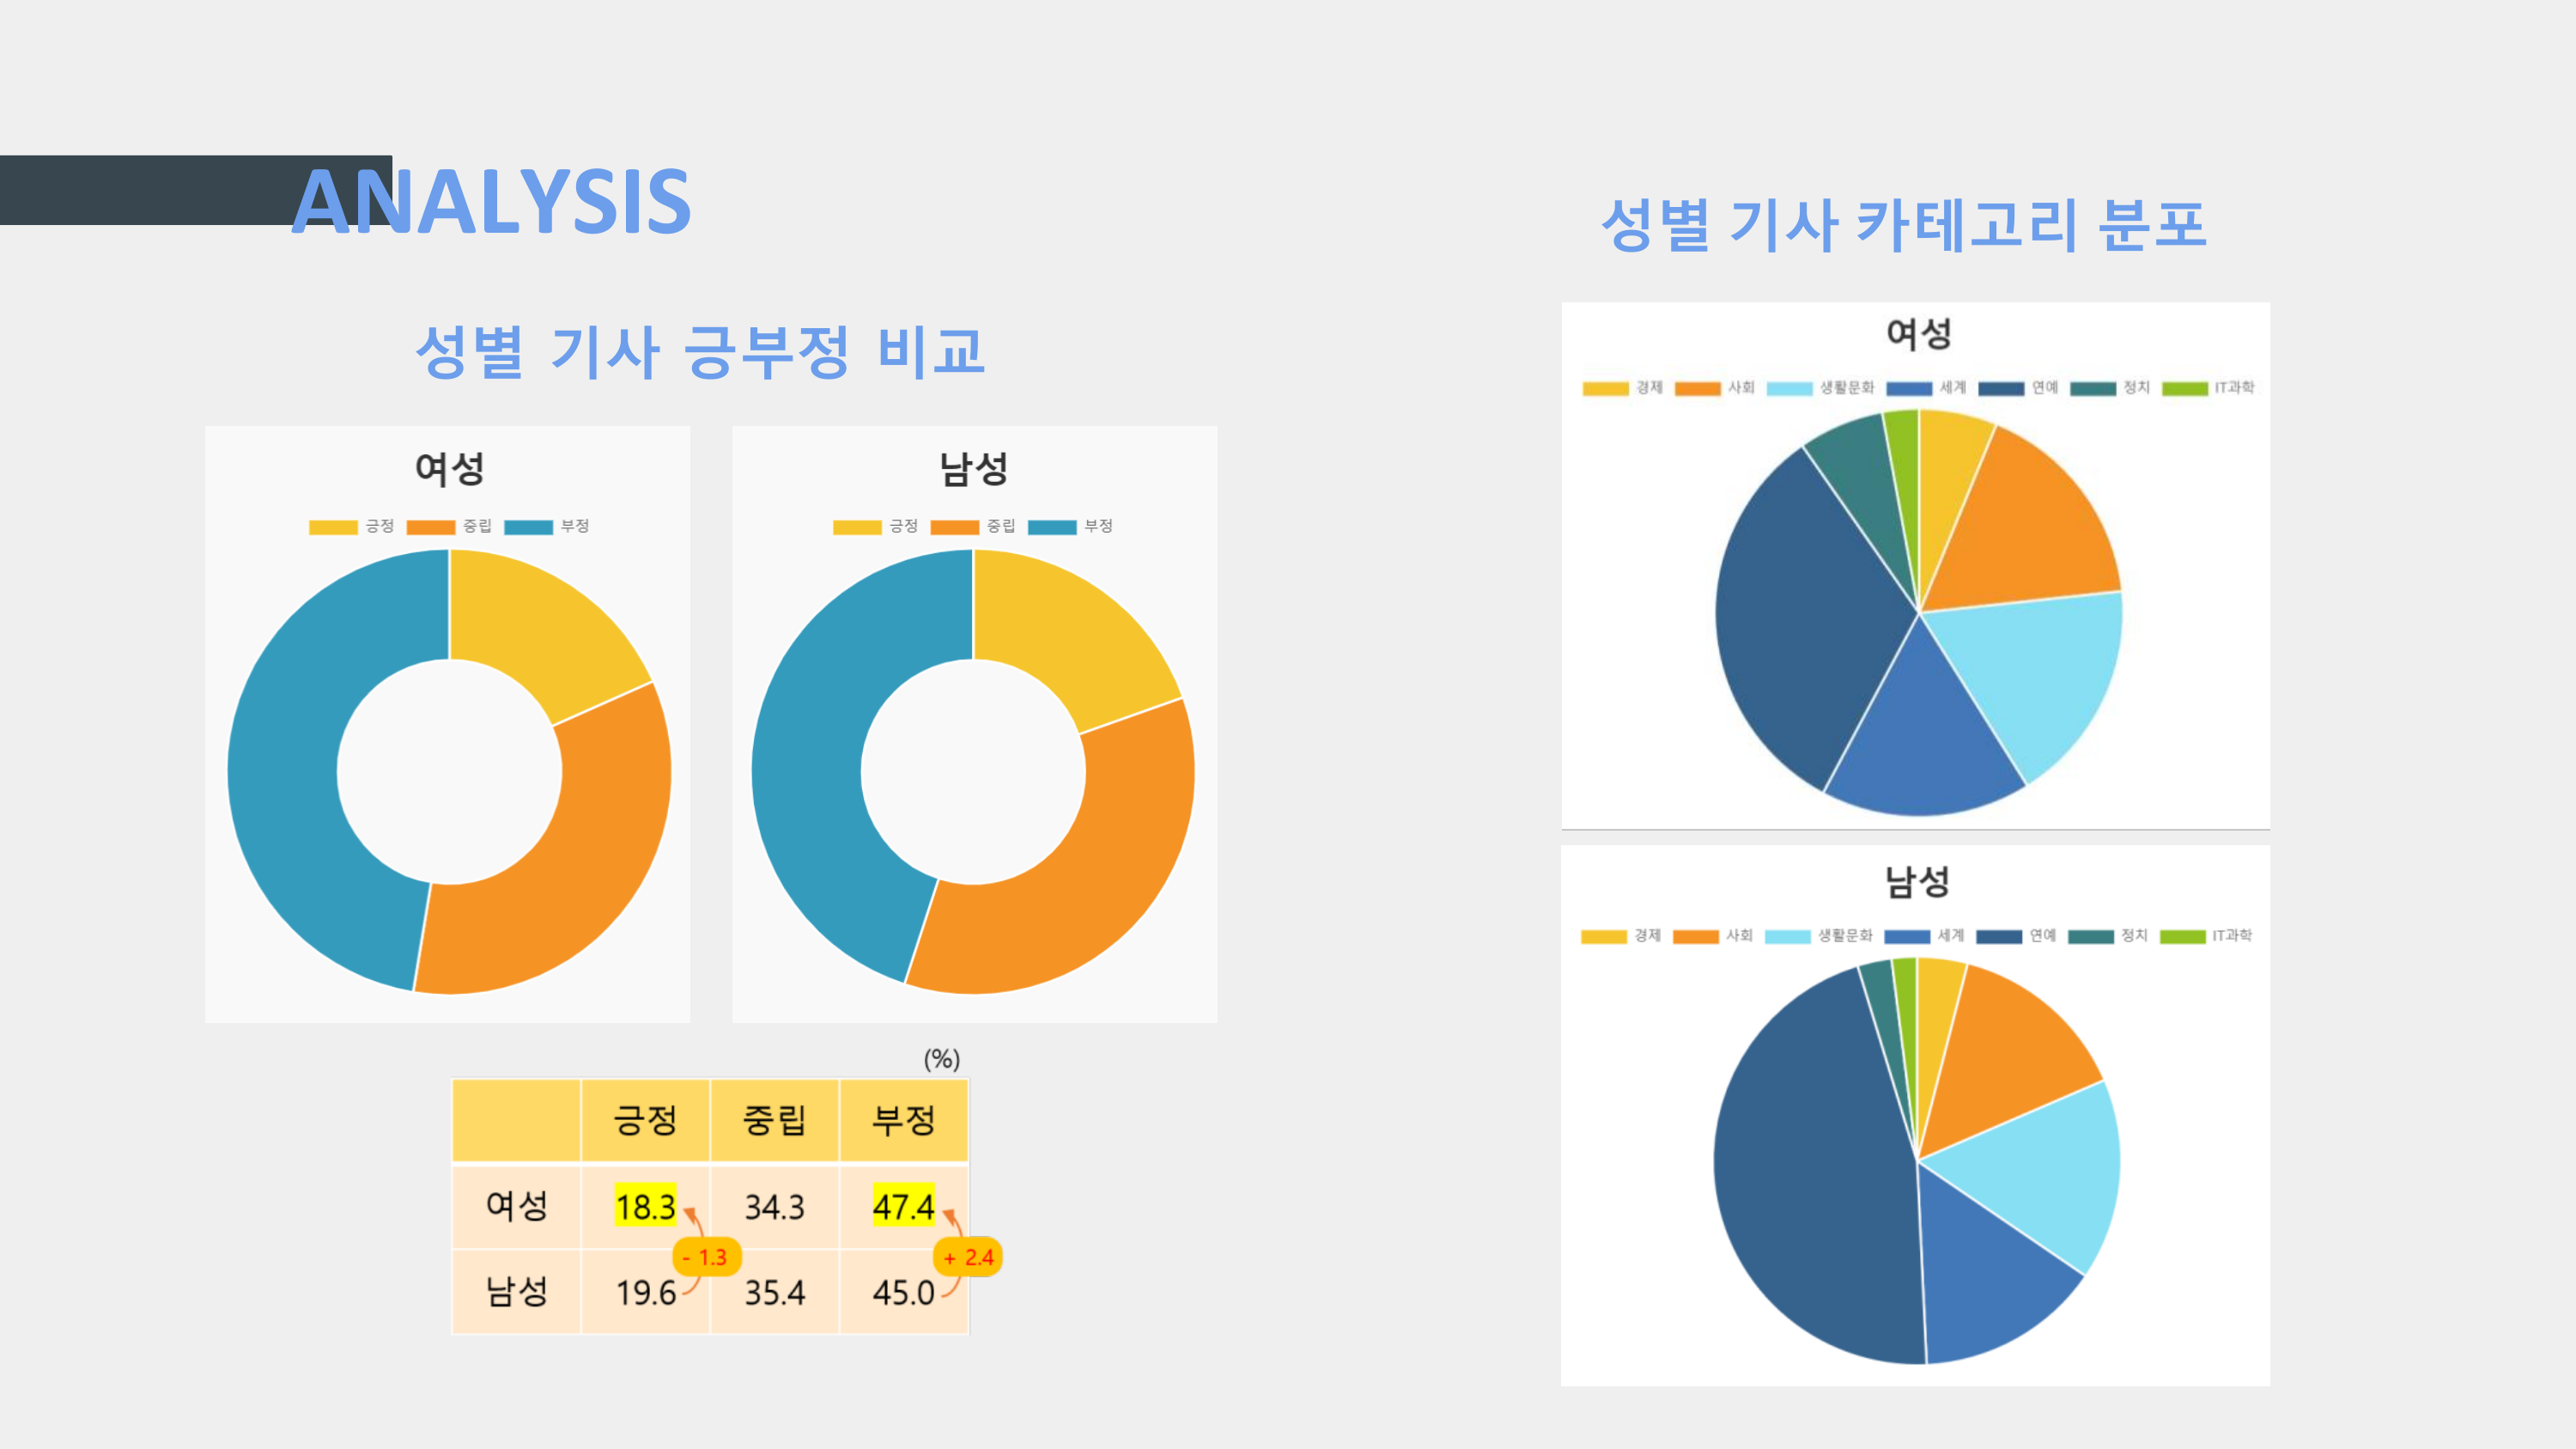 ANALYSIS
성별 기사 긍부정 비교
여성
긍정 중립 부정
남성
긍정 중립 부정
(%)
긍정 중립 부정
여성 18.3 34.3 47.4
- 1.3 + 2.4
남성 19.6 35.4 45.0
성별 기사 카테고리 분포
여성
경제 사회 생활문화 세계 연예 정치 IT과학
남성
경제 사회 생활문화 세계 연예 정치 IT과학